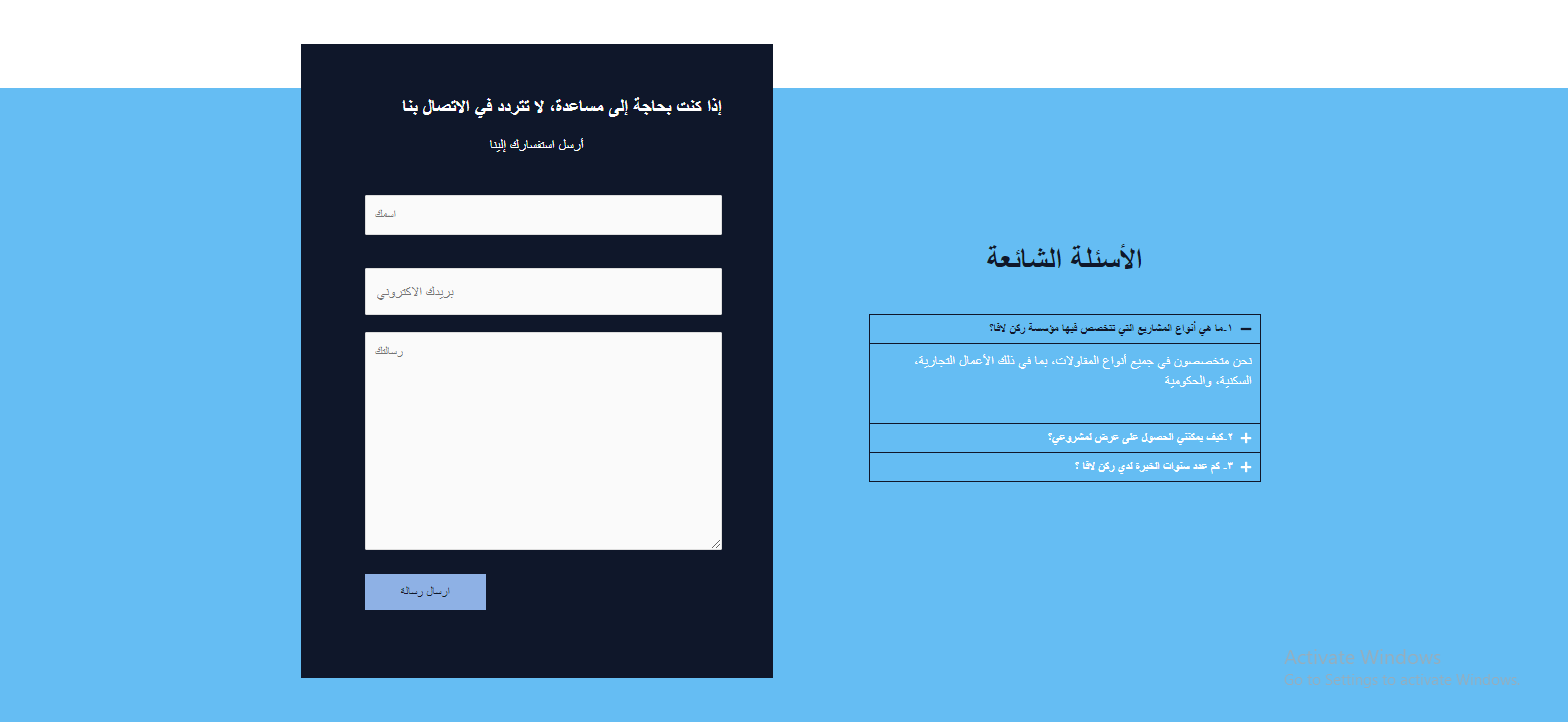 إذا كنت بحاجة إلى مساعدة، لا تتردد في الاتصال بنا
أرسل استفسارك إلينا
اسمك
بريدك الاكتروني
رسالتك
ارسال رسالة
الأسئلة الشائعة
١-ما هي أنواع المشاريع التي تتخصص فيها مؤسسة ركن لافا؟
نحن متخصصون في جميع أنواع المقاولات، بما في ذلك الأعمال التجارية،
السكنية، والحكومية
٢-كيف يمكنني الحصول على عرض لمشروعي؟
٣- كم عدد سنوات الخبرة لدي ركن لافا ؟
Activate Windows
Go to Settings to activate Windows.